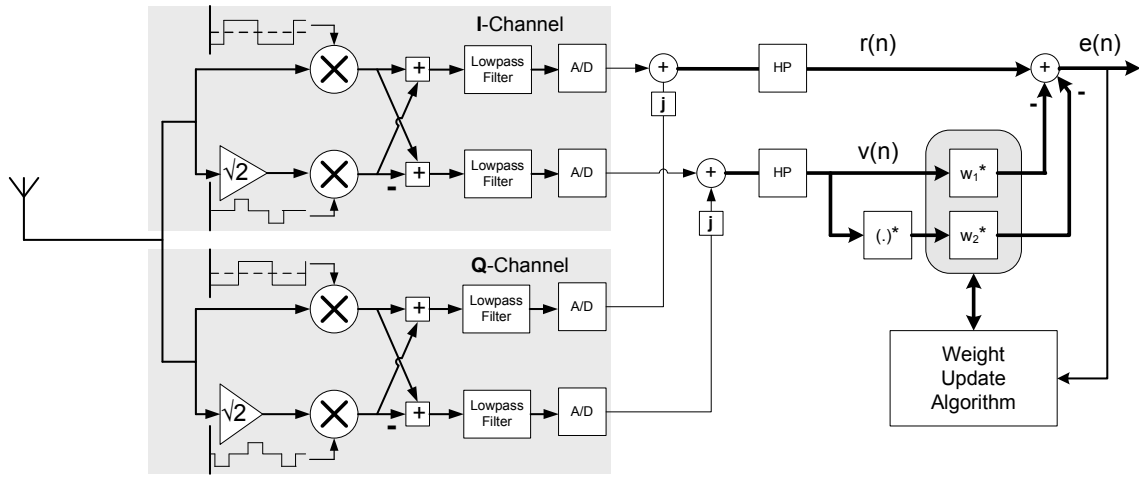 I-Channel
Lowpass
Filter
A/D
+
+
j
HP
r(n)
+
e(n)
-
-
√2
-
+
Lowpass
Filter
A/D
+
j
HP
v(n)
w₁*
(.)*
w₂*
Q-Channel
+
Lowpass
Filter
A/D
√2
-
+
Lowpass
Filter
A/D
Weight
Update
Algorithm